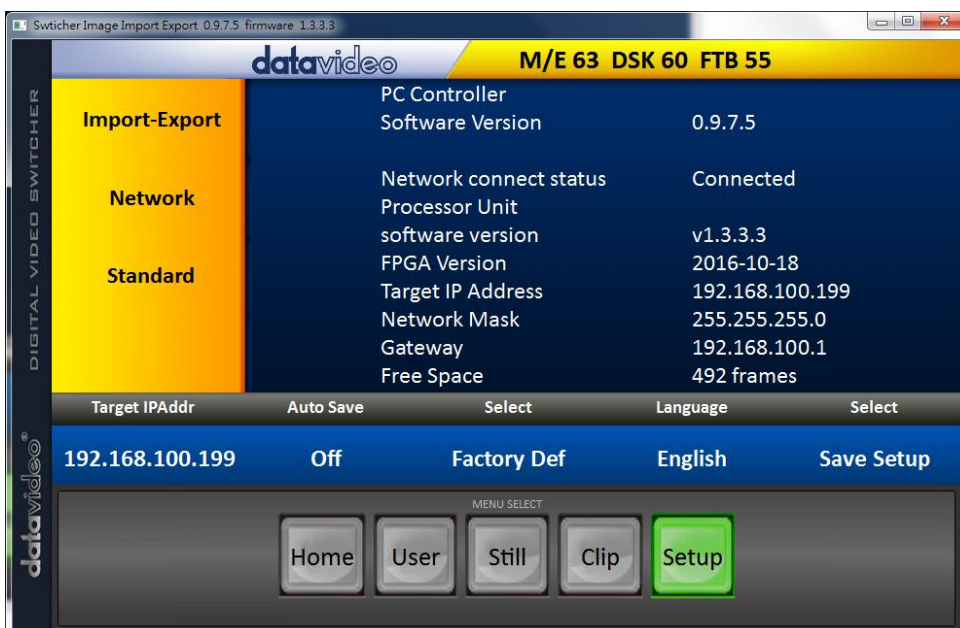 Swticher Image Import Export 0.9.7.5 firmware 1.3.3.3
datavideo
M/E 63 DSK 60 FTB 55
DIGITAL VIDEO SWITCHER
datavideo®
Import-Export
Network
Standard
PC Controller
Software Version 0.9.7.5
Network connect status Connected
Processor Unit
software version v1.3.3.3
FPGA Version 2016-10-18
Target IP Address 192.168.100.199
Network Mask 255.255.255.0
Gateway 192.168.100.1
Free Space 492 frames
Target IPAddr Auto Save Select Language Select
192.168.100.199 Off Factory Def English Save Setup
MENU SELECT
Home User Still Clip Setup